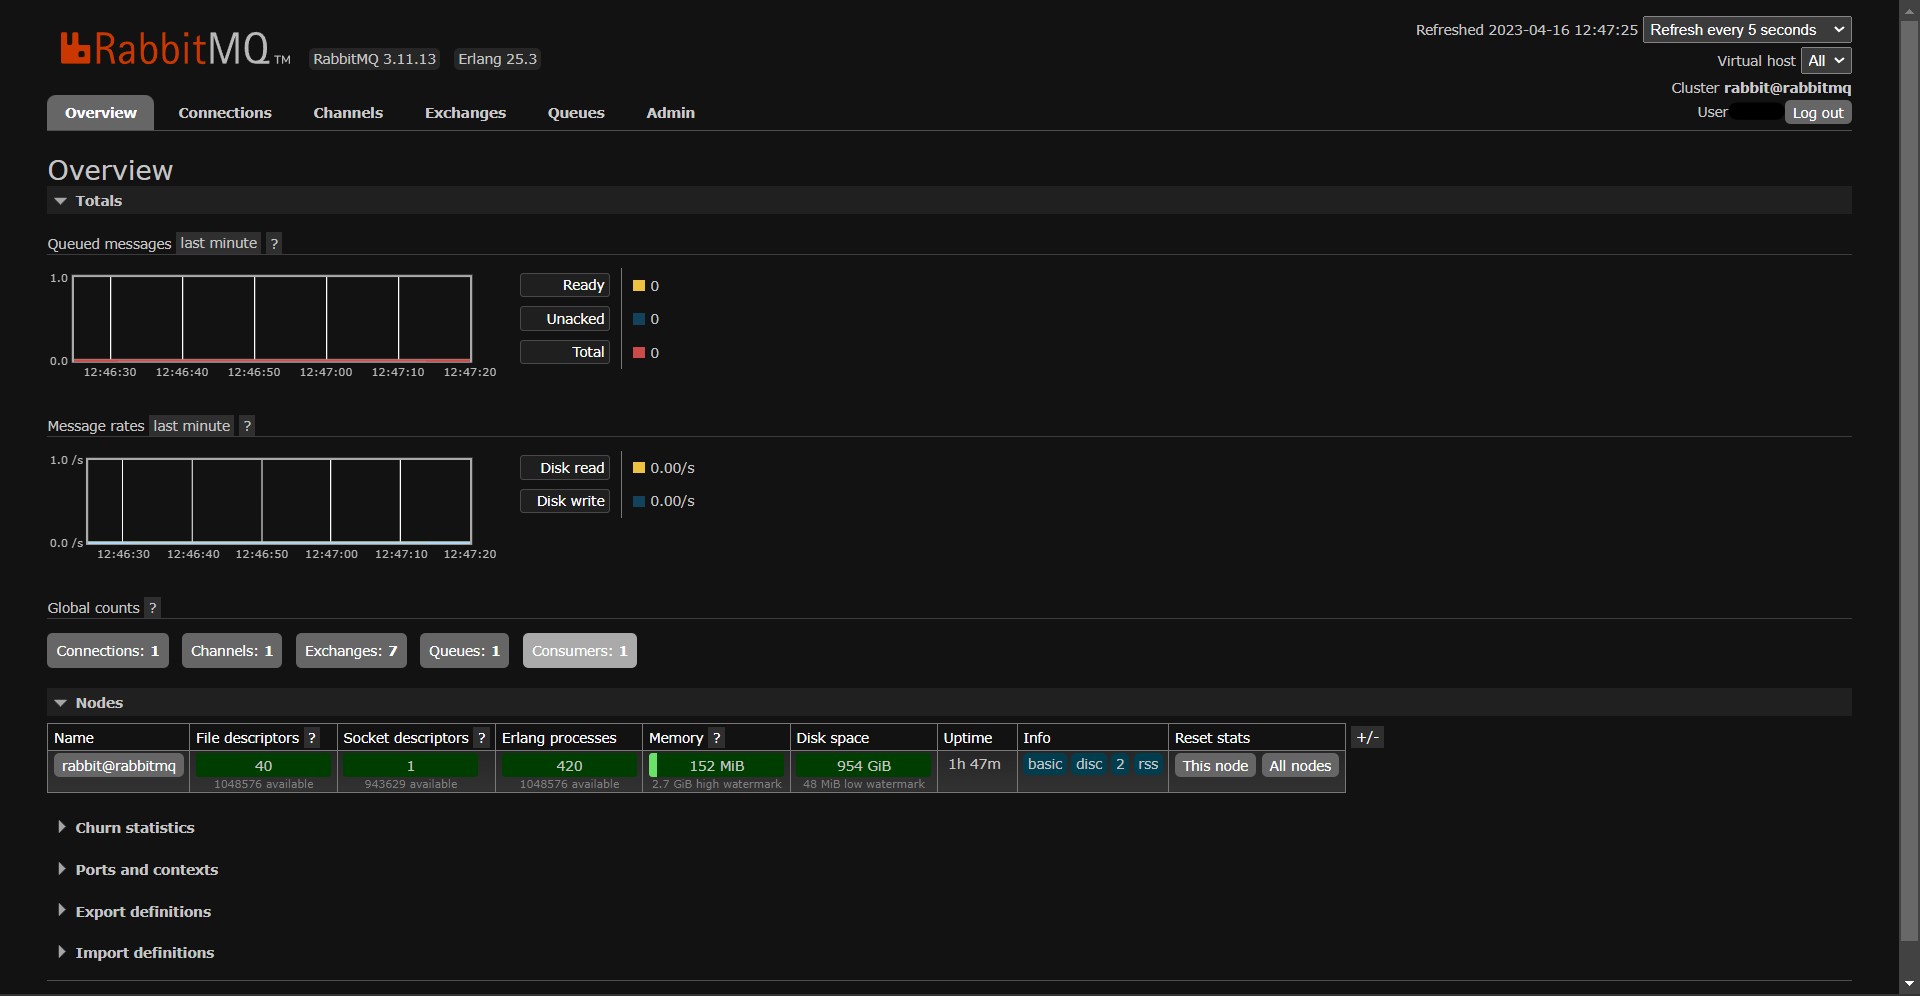 RabbitMQ TM RabbitMQ 3.11.13 Erlang 25.3
Refreshed 2023-04-16 12:47:25 Refresh every 5 seconds
Virtual host All
Cluster rabbit@rabbitmq
User Log out
Overview Connections Channels Exchanges Queues Admin
Overview
Totals
Queued messages last minute ?
1.0
0.0
12:46:30 12:46:40 12:46:50 12:47:00 12:47:10 12:47:20
Ready 0
Unacked 0
Total 0
Message rates last minute ?
1.0 /s
0.0 /s
12:46:30 12:46:40 12:46:50 12:47:00 12:47:10 12:47:20
Disk read 0.00/s
Disk write 0.00/s
Global counts ?
Connections: 1 Channels: 1 Exchanges: 7 Queues: 1 Consumers: 1
Nodes
Name File descriptors ? Socket descriptors ? Erlang processes Memory ? Disk space Uptime Info Reset stats +/-
rabbit@rabbitmq 40 1 420 152 MiB 954 GiB 1h 47m basic disc 2 rss This node All nodes
1048576 available 943629 available 1048576 available 2.7 GiB high watermark 48 MiB low watermark
Churn statistics
Ports and contexts
Export definitions
Import definitions